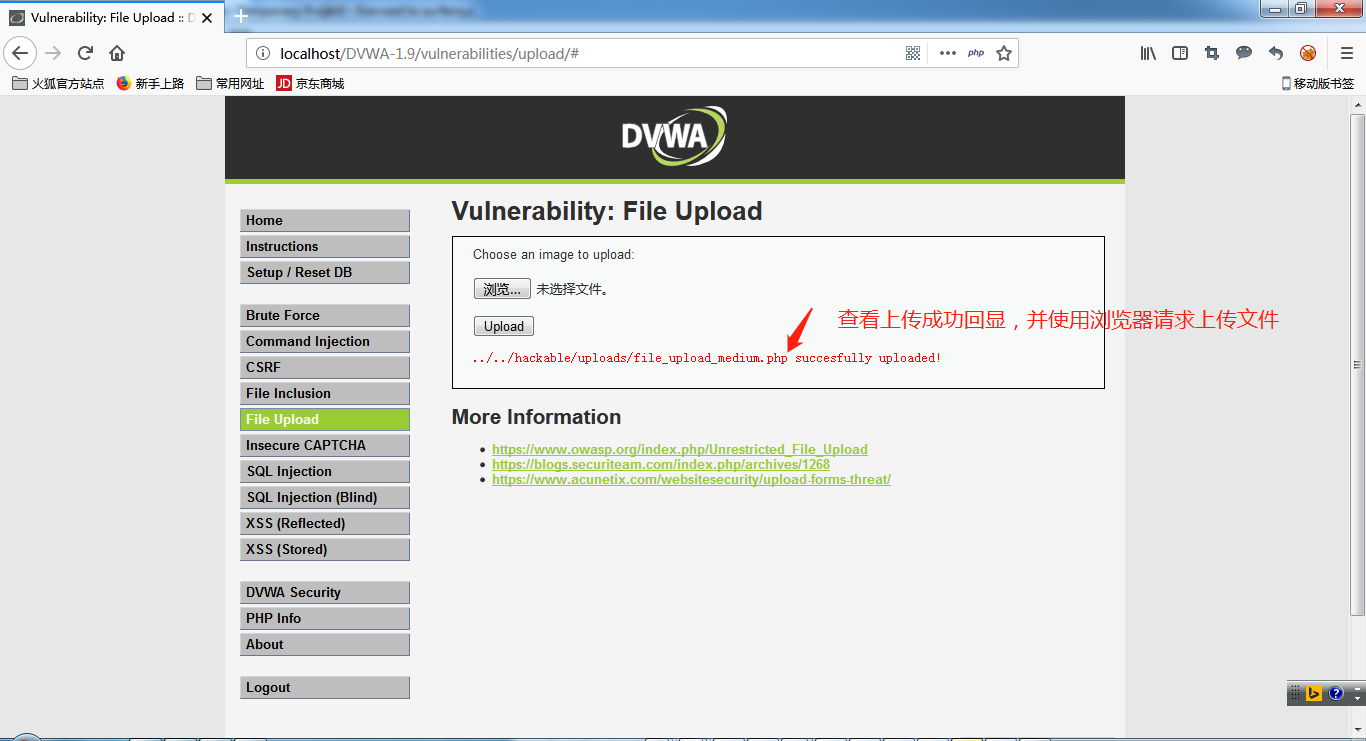 Vulnerability: File Upload :: D
localhost/DVWA-1.9/vulnerabilities/upload/#
php
火狐官方站点
新手上路
常用网址
JD 京东商城
移动版书签
DVWA
Home
Instructions
Setup / Reset DB
Brute Force
Command Injection
CSRF
File Inclusion
File Upload
Insecure CAPTCHA
SQL Injection
SQL Injection (Blind)
XSS (Reflected)
XSS (Stored)
DVWA Security
PHP Info
About
Logout
Vulnerability: File Upload
Choose an image to upload:
浏览... 未选择文件。
Upload
查看上传成功回显，并使用浏览器请求上传文件
../../hackable/uploads/file_upload_medium.php succesfully uploaded!
More Information
https://www.owasp.org/index.php/Unrestricted_File_Upload
https://blogs.securiteam.com/index.php/archives/1268
https://www.acunetix.com/websitesecurity/upload-forms-threat/